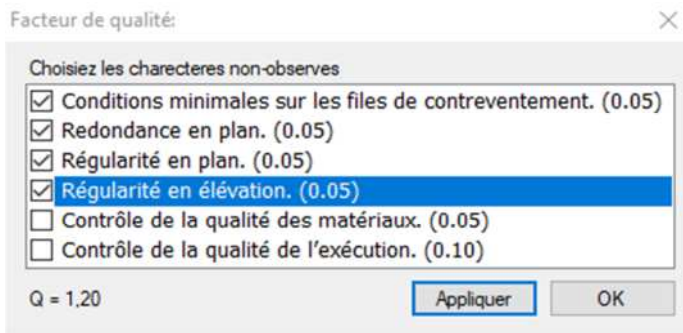 Facteur de qualité:
Choisiez les charecteres non-observes
Conditions minimales sur les files de contreventement. (0.05)
Redondance en plan. (0.05)
Régularité en plan. (0.05)
Régularité en élévation. (0.05)
Contrôle de la qualité des matériaux. (0.05)
Contrôle de la qualité de l'exécution. (0.10)
Q = 1,20 Appliquer OK